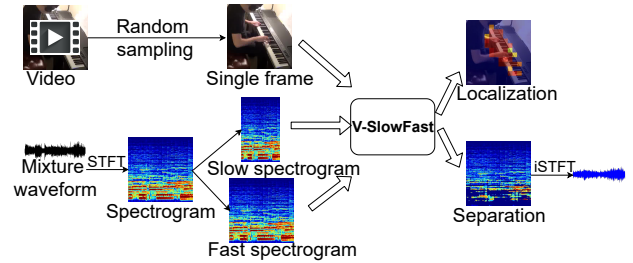 Random
sampling
Video
Single frame
Localization
V-SlowFast
STFT
Mixture
waveform
Slow spectrogram
iSTFT
Spectrogram
Separation
Fast spectrogram